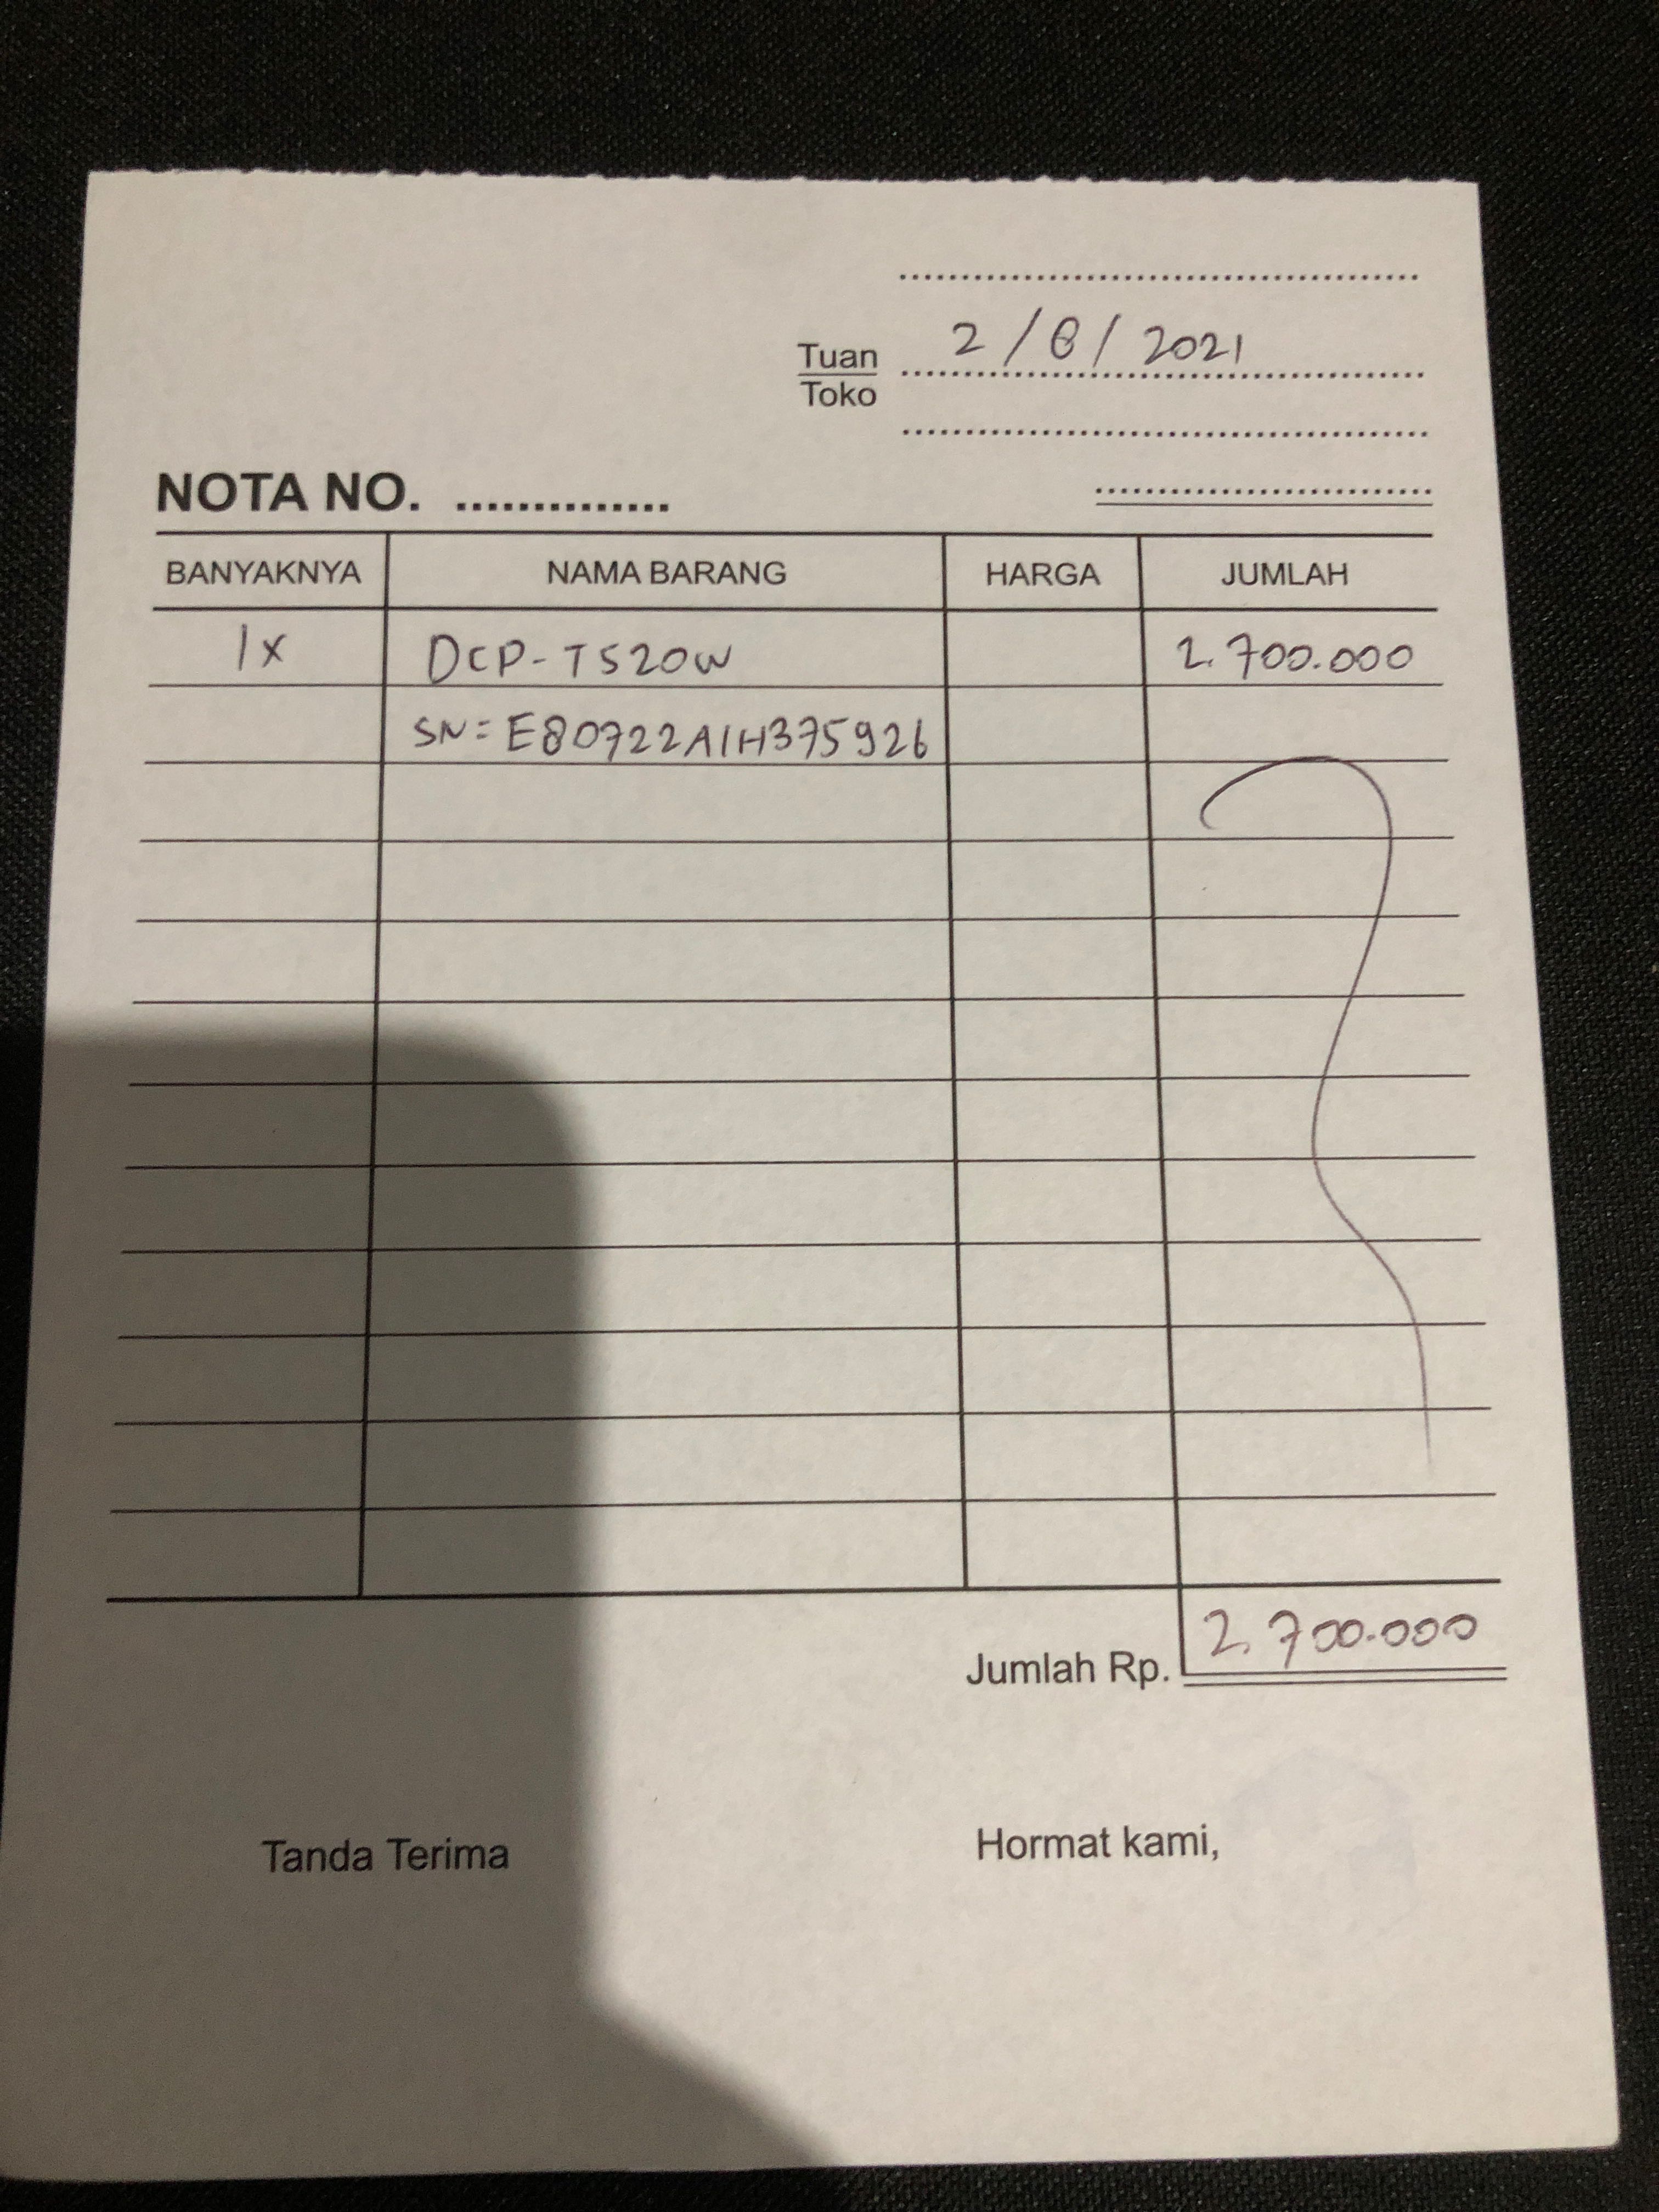 2/8/2021
Tuan
Toko
NOTA NO. ..............
BANYAKNYA NAMA BARANG HARGA JUMLAH
1x DCP-T520W 2.700.000
SN=E80722A1H375926
Jumlah Rp. 2.700.000
Tanda Terima Hormat kami,